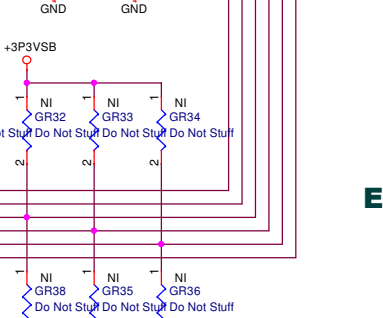 GND GND
+3P3VSB
1 1 1
NI NI NI
GR32 GR33 GR34
t Stuff Do Not Stuff Do Not Stuff Do Not Stuff
2 2 2
E
1 1 1
NI NI NI
GR38 GR35 GR36
Do Not Stuff Do Not Stuff Do Not Stuff